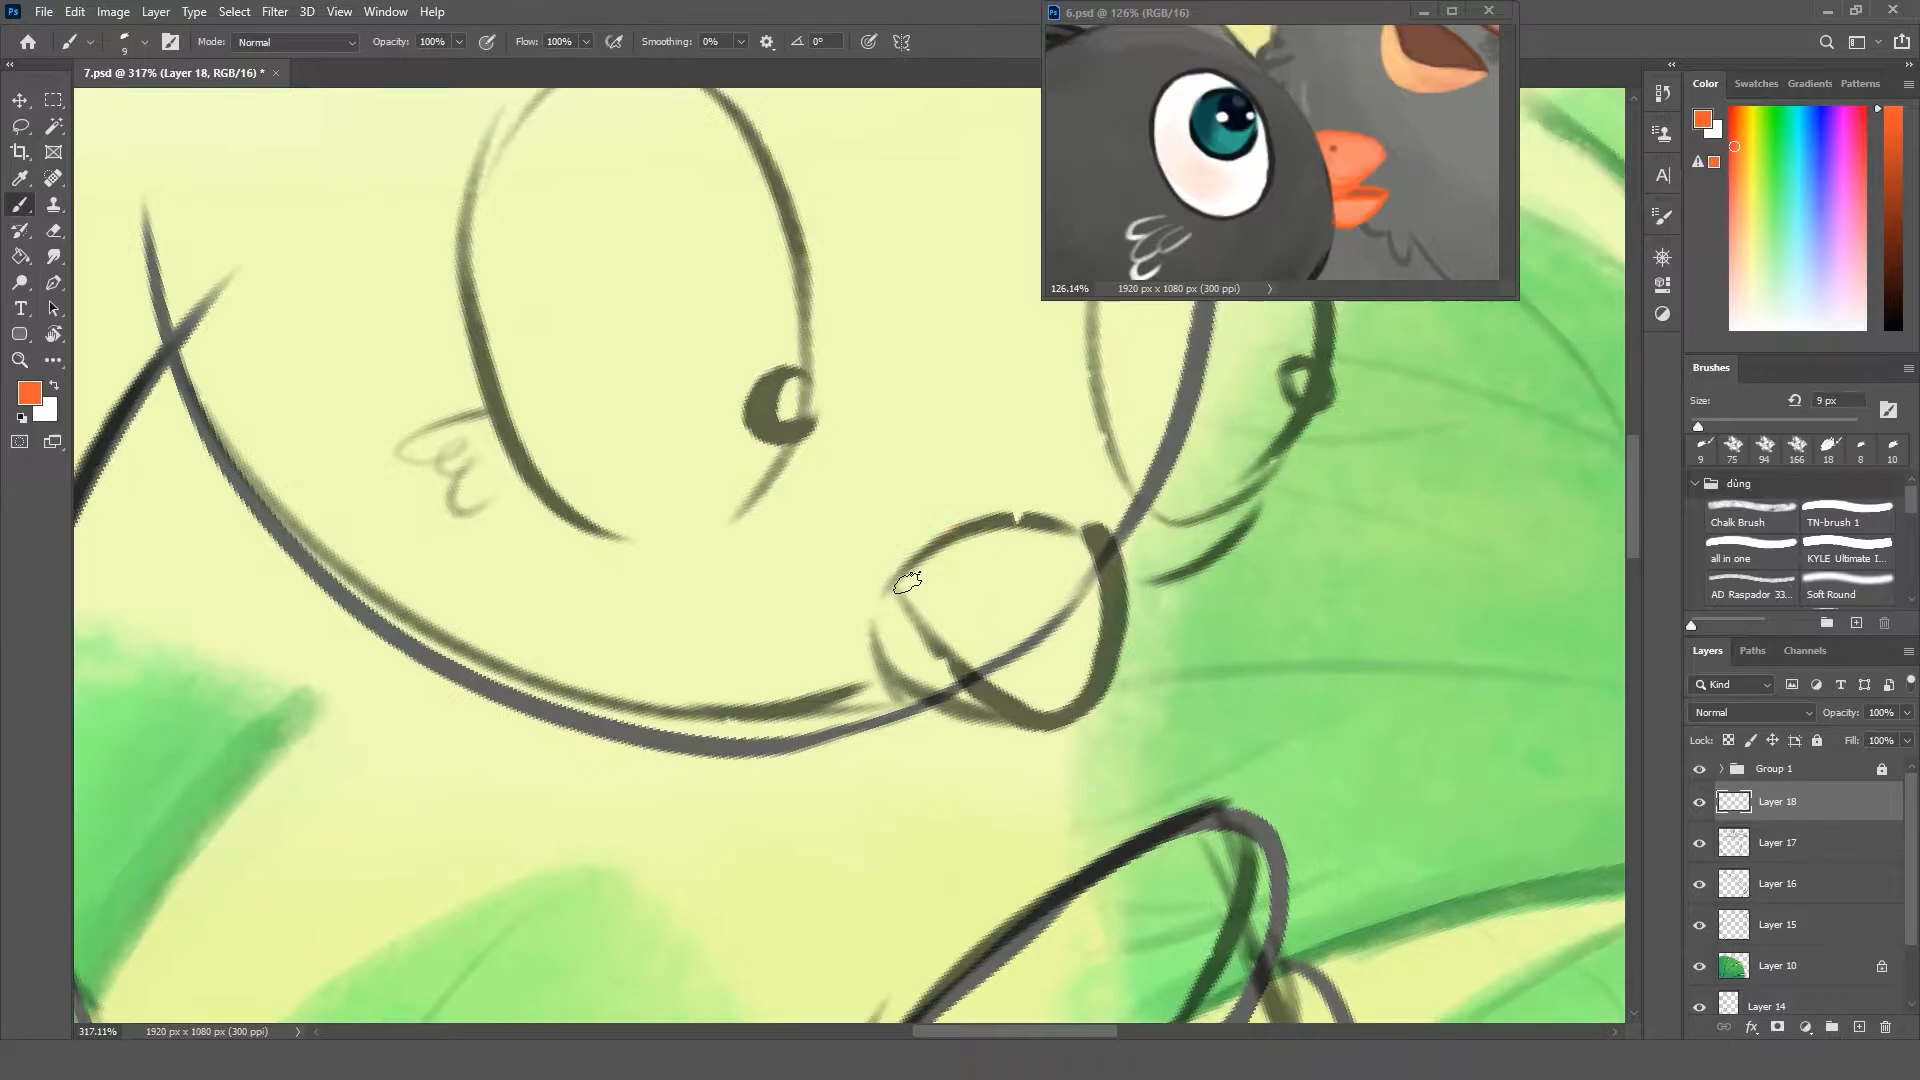 Ps File Edit Image Layer Type Select Filter 3D View Window Help
6.psd @ 126% (RGB/16)
9 Mode: Normal Opacity: 100% Flow: 100% Smoothing: 0% 0°
7.psd @ 317% (Layer 18, RGB/16) * ×
126.14% 1920 px x 1080 px (300 ppi)
Color Swatches Gradients Patterns
Brushes
Size: 9 px
9 75 94 166 18 8 10
dùng
Chalk Brush TN-brush 1
all in one KYLE Ultimate I...
AD Raspador 33... Soft Round
Layers Paths Channels
Kind
Normal Opacity: 100%
Lock: Fill: 100%
Group 1
Layer 18
Layer 17
Layer 16
Layer 15
Layer 10
Layer 14
317.11% 1920 px x 1080 px (300 ppi)